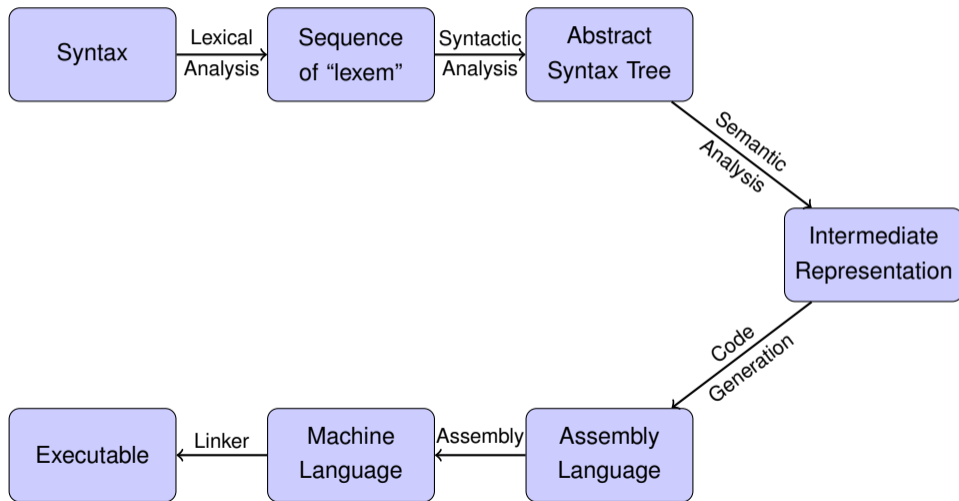 Syntax
Lexical
Analysis
Sequence
of “lexem”
Syntactic
Analysis
Abstract
Syntax Tree
Semantic
Analysis
Intermediate
Representation
Code
Generation
Assembly
Language
Assembly
Machine
Language
Linker
Executable